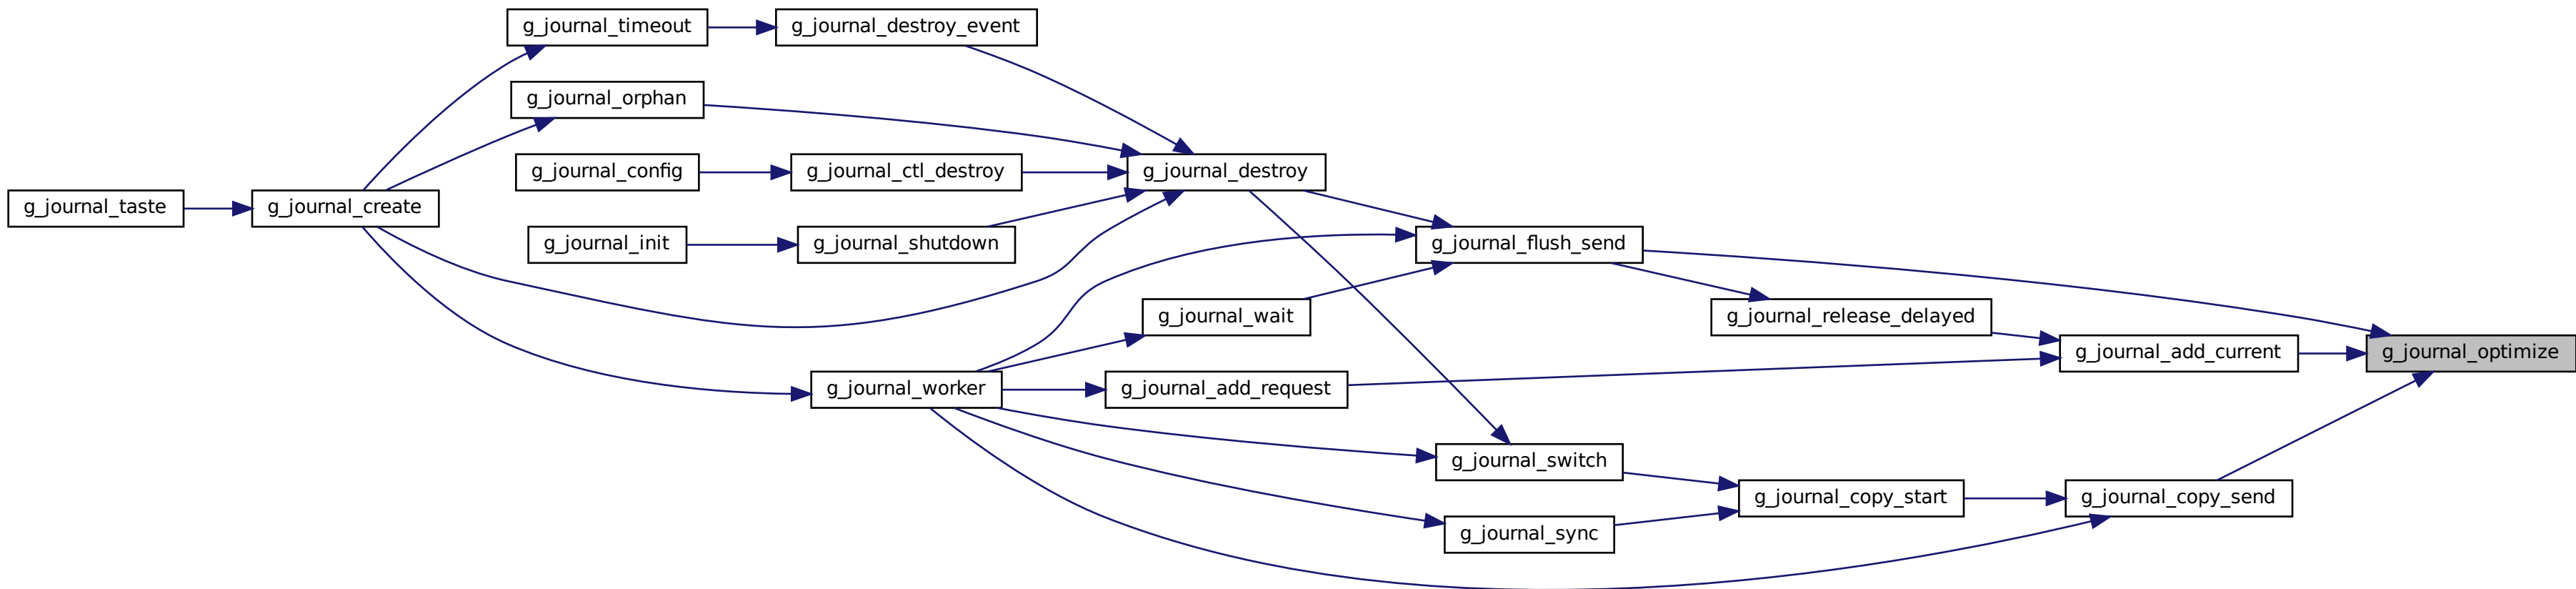 g_journal_timeout
g_journal_destroy_event
g_journal_orphan
g_journal_config
g_journal_ctl_destroy
g_journal_destroy
g_journal_taste
g_journal_create
g_journal_init
g_journal_shutdown
g_journal_flush_send
g_journal_wait
g_journal_release_delayed
g_journal_add_current
g_journal_optimize
g_journal_worker
g_journal_add_request
g_journal_switch
g_journal_copy_start
g_journal_copy_send
g_journal_sync